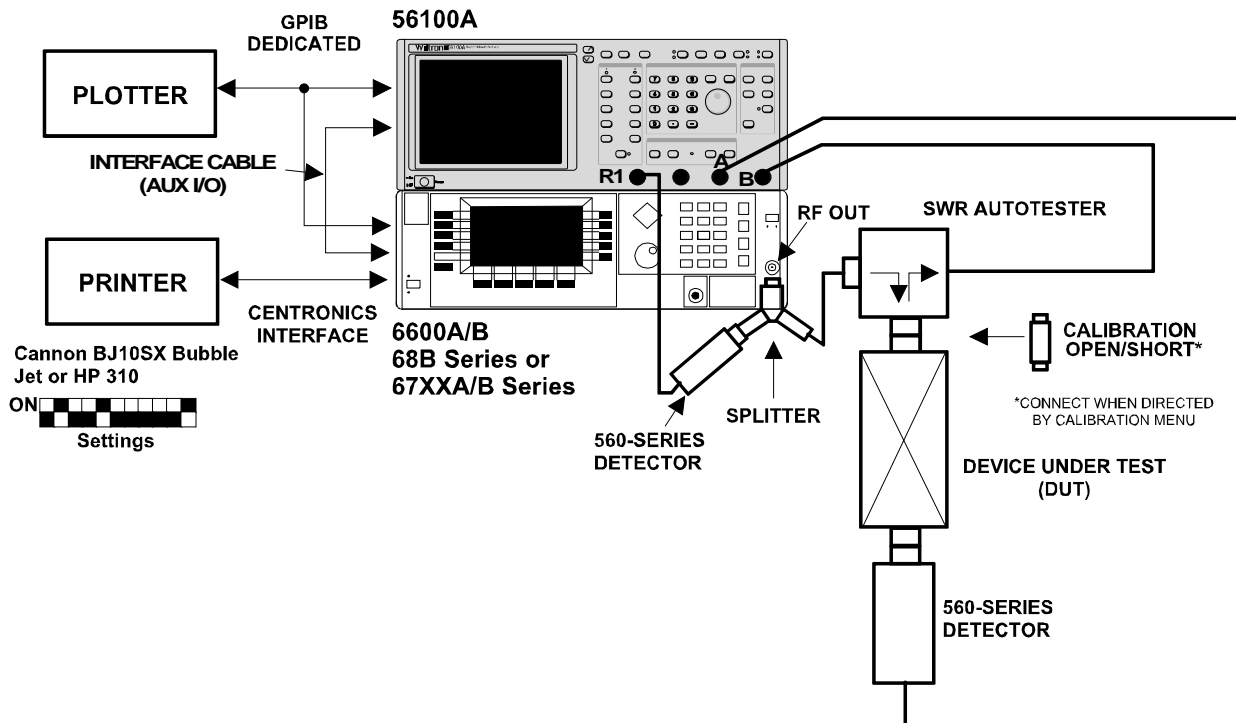 56100A
GPIB
DEDICATED
Wiltron 56100A
PLOTTER
INTERFACE CABLE
(AUX I/O)
R1
A
B
RF OUT
SWR AUTOTESTER
PRINTER
CENTRONICS
INTERFACE
6600A/B
68B Series or
67XXA/B Series
CALIBRATION
OPEN/SHORT*
*CONNECT WHEN DIRECTED
BY CALIBRATION MENU
Cannon BJ10SX Bubble
Jet or HP 310
ON
Settings
SPLITTER
560-SERIES
DETECTOR
DEVICE UNDER TEST
(DUT)
560-SERIES
DETECTOR